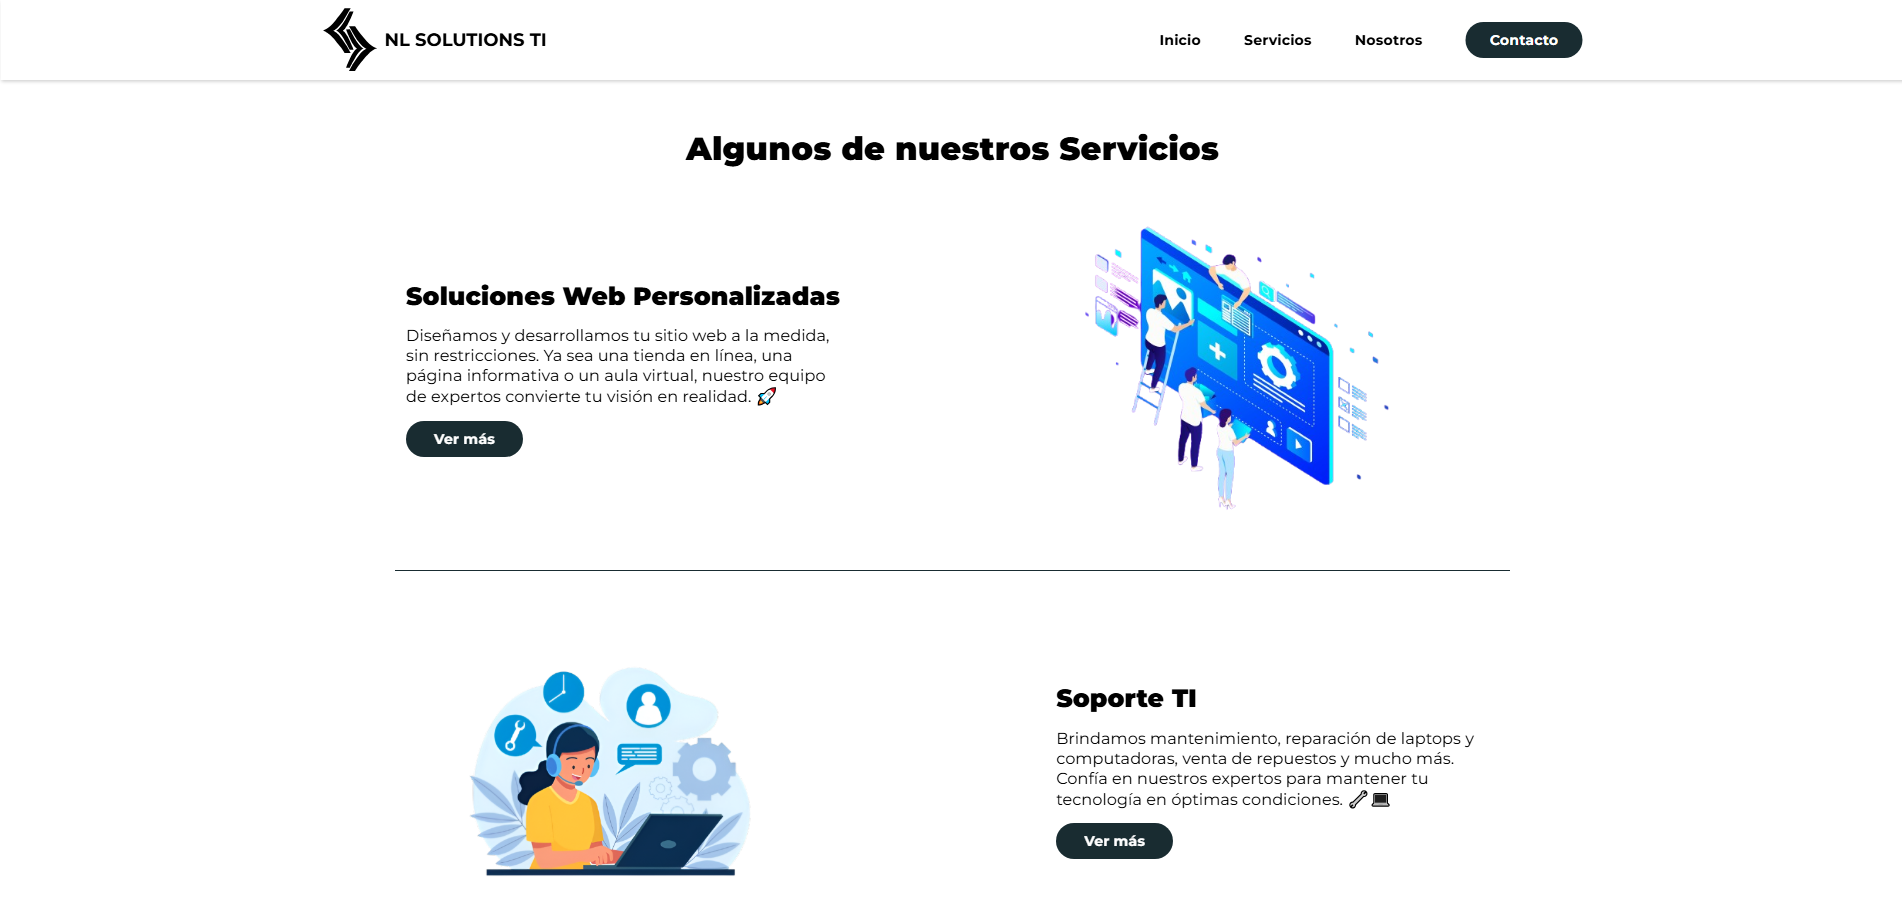 NL SOLUTIONS TI
Inicio
Servicios
Nosotros
Contacto
Algunos de nuestros Servicios
Soluciones Web Personalizadas
Diseñamos y desarrollamos tu sitio web a la medida,
sin restricciones. Ya sea una tienda en línea, una
página informativa o un aula virtual, nuestro equipo
de expertos convierte tu visión en realidad. 🚀
Ver más
Soporte TI
Brindamos mantenimiento, reparación de laptops y
computadoras, venta de repuestos y mucho más.
Confía en nuestros expertos para mantener tu
tecnología en óptimas condiciones. 🔧💻
Ver más